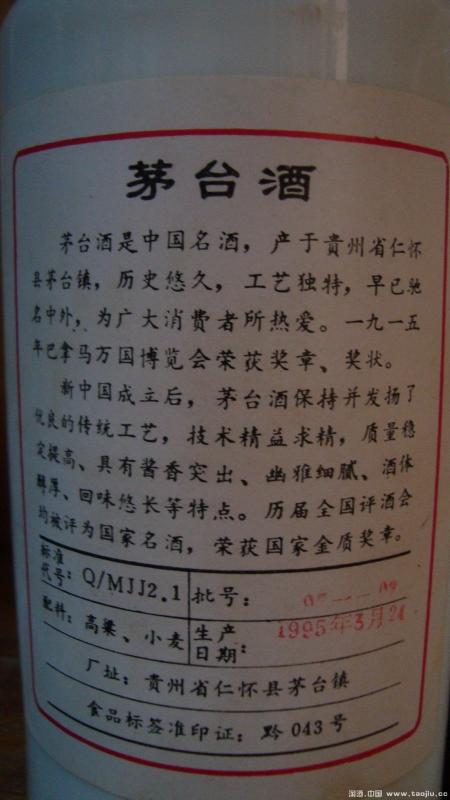 茅台酒
茅台酒是中国名酒，产于贵州省仁怀
县茅台镇，历史悠久，工艺独特，早已驰
名中外，为广大消费者所热爱。一九一五
年巴拿马万国博览会荣获奖章、奖状。
新中国成立后，茅台酒保持并发扬了
优良的传统工艺，技术精益求精，质量稳
定提高、具有酱香突出、幽雅细腻、酒体
醇厚、回味悠长等特点。历届全国评酒会
均被评为国家名酒，荣获国家金质奖章。
标准代号：Q/MJJ2.1 批号：
配料：高粱、小麦 生产日期：1995年3月24
厂址：贵州省仁怀县茅台镇
食品标签准印证：黔043号
淘酒.中国 www.taojiu.cc